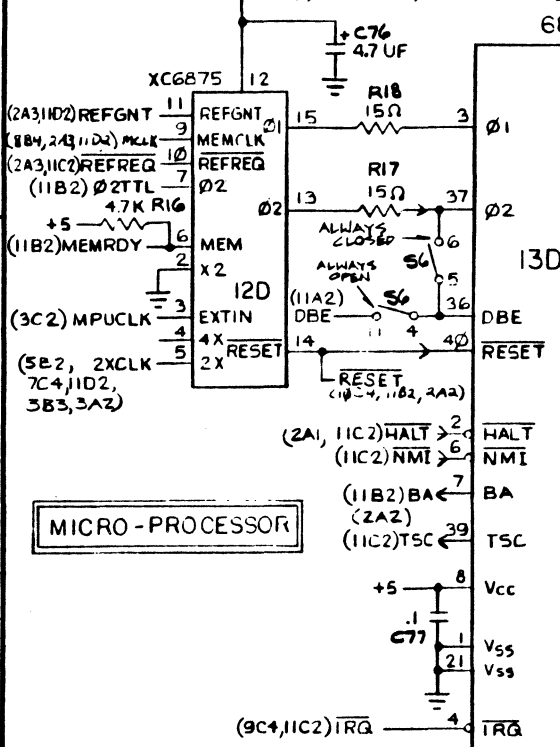 + C76
4.7 UF
68
XC6875
12
(2A3,11D2) REFGNT 11 REFGNT
(8B4, 2A3, 11D2) MCLK 9 MEMCLK
Ø1 15 R18 15Ω 3 Ø1
(2A3,11C2) REFREQ 10 REFREQ
(11B2) Ø2TTL 7 Ø2
R17
Ø2 13 15Ω 37 Ø2
+5 4.7K R16
ALWAYS CLOSED 6
(11B2) MEMRDY 6 MEM
S6
13D
2 X2
ALWAYS OPEN
5
12D
(11A2) S6 36
(3C2) MPUCLK 3 EXTIN
DBE 11 4 DBE
4 4X
RESET 14 40 RESET
(5B2, 2XCLK 5 2X
7C4, 11D2,
3B3, 3A2)
RESET
11B2, 2A2)
(2A1, 11C2) HALT 2 HALT
(11C2) NMI 6 NMI
(11B2) BA 7 BA
(2A2)
MICRO-PROCESSOR
(11C2) TSC 39 TSC
+5 8 Vcc
.1
C77
1 Vss
21 Vss
(9C4, 11C2) IRQ 4 IRQ